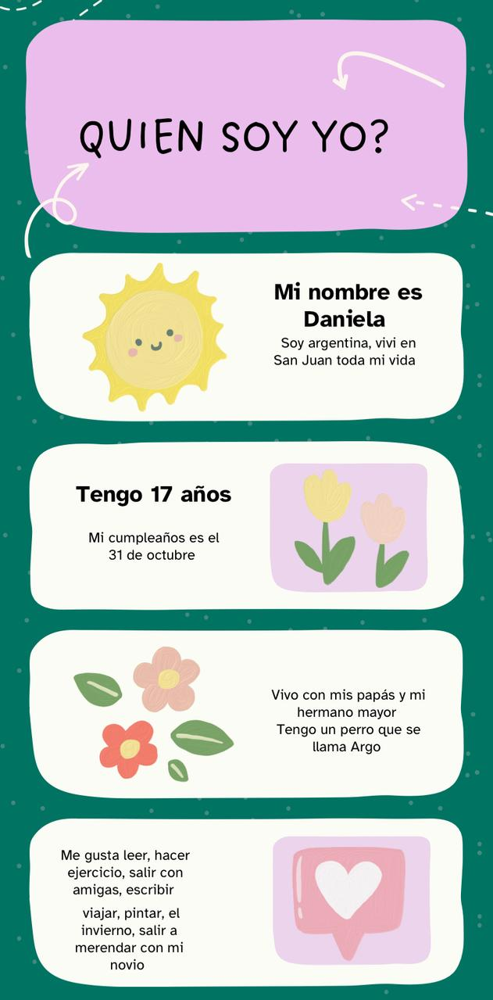 QUIEN SOY YO?
Mi nombre es
Daniela
Soy argentina, vivi en
San Juan toda mi vida
Tengo 17 años
Mi cumpleaños es el
31 de octubre
Vivo con mis papás y mi
hermano mayor
Tengo un perro que se
llama Argo
Me gusta leer, hacer
ejercicio, salir con
amigas, escribir
viajar, pintar, el
invierno, salir a
merendar con mi
novio